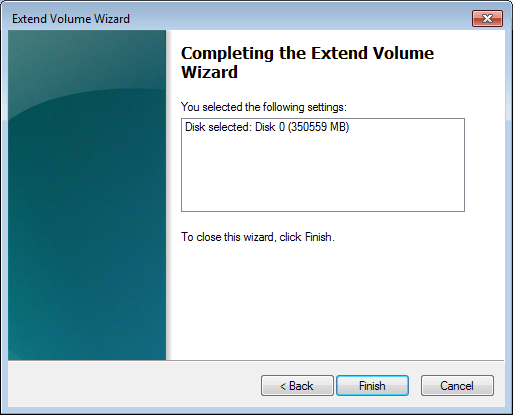 Extend Volume Wizard
Completing the Extend Volume
Wizard
You selected the following settings:
Disk selected: Disk 0 (350559 MB)
To close this wizard, click Finish.
< Back
Finish
Cancel